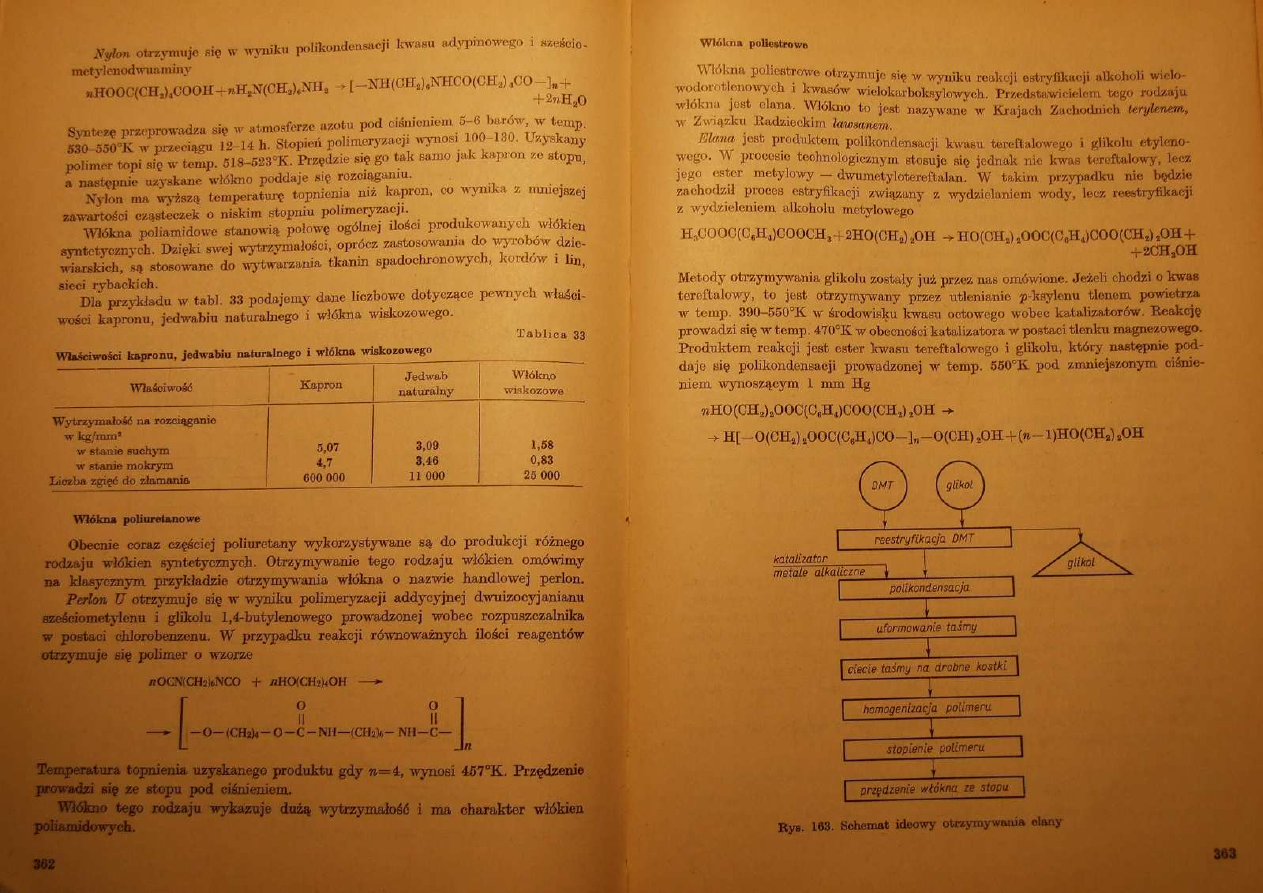 Nylon otrzymuje się w wyniku polikondensacji kwasu adypinowego i sześcio-
metylenodwuaminy
nHOOC(CH₂)₄COOH+nH₂N(CH₂)₆NH₂ → [—NH(CH₂)₆NHCO(CH₂)₄CO—]ₙ+
+2nH₂O
Syntezę przeprowadza się w atmosferze azotu pod ciśnieniem 5–6 barów, w temp.
530–550°K w przeciągu 12–14 h. Stopień polimeryzacji wynosi 100–130. Uzyskany
polimer topi się w temp. 518–523°K. Przędzie się go tak samo jak kapron ze stopu,
a następnie uzyskane włókno poddaje się rozciąganiu.
Nylon ma wyższą temperaturę topnienia niż kapron, co wynika z mniejszej
zawartości cząsteczek o niskim stopniu polimeryzacji.
Włókna poliamidowe stanowią połowę ogólnej ilości produkowanych włókien
syntetycznych. Dzięki swej wytrzymałości, oprócz zastosowania do wyrobów dzie-
wiarskich, są stosowane do wytwarzania tkanin spadochronowych, kordów i lin,
sieci rybackich.
Dla przykładu w tabl. 33 podajemy dane liczbowe dotyczące pewnych właści-
wości kapronu, jedwabiu naturalnego i włókna wiskozowego.
Tablica 33
Właściwości kapronu, jedwabiu naturalnego i włókna wiskozowego
Właściwość Kapron Jedwab naturalny Włókno wiskozowe
Wytrzymałość na rozciąganie
w kg/mm²
w stanie suchym 5,07 3,09 1,58
w stanie mokrym 4,7 3,46 0,83
Liczba zgięć do złamania 600 000 11 000 25 000
Włókna poliuretanowe
Obecnie coraz częściej poliuretany wykorzystywane są do produkcji różnego
rodzaju włókien syntetycznych. Otrzymywanie tego rodzaju włókien omówimy
na klasycznym przykładzie otrzymywania włókna o nazwie handlowej perlon.
Perlon U otrzymuje się w wyniku polimeryzacji addycyjnej dwuizocyjanianu
sześciometylenu i glikolu 1,4-butylenowego prowadzonej wobec rozpuszczalnika
w postaci chlorobenzenu. W przypadku reakcji równoważnych ilości reagentów
otrzymuje się polimer o wzorze
nOCN(CH₂)₆NCO + nHO(CH₂)₄OH →
O O
|| ||
→ [—O—(CH₂)₄—O—C—NH—(CH₂)₆—NH—C—]n
Temperatura topnienia uzyskanego produktu gdy n=4, wynosi 457°K. Przędzenie
prowadzi się ze stopu pod ciśnieniem.
Włókno tego rodzaju wykazuje dużą wytrzymałość i ma charakter włókien
poliamidowych.
362
Włókna poliestrowe
Włókna poliestrowe otrzymuje się w wyniku reakcji estryfikacji alkoholi wielo-
wodorotlenowych i kwasów wielokarboksylowych. Przedstawicielem tego rodzaju
włókna jest elana. Włókno to jest nazywane w Krajach Zachodnich terylenem,
w Związku Radzieckim lawsanem.
Elana jest produktem polikondensacji kwasu tereftalowego i glikolu etyleno-
wego. W procesie technologicznym stosuje się jednak nie kwas tereftalowy, lecz
jego ester metylowy — dwumetylotereftalan. W takim przypadku nie będzie
zachodził proces estryfikacji związany z wydzielaniem wody, lecz reestryfikacji
z wydzieleniem alkoholu metylowego
H₃COOC(C₆H₄)COOCH₃+2HO(CH₂)₂OH → HO(CH₂)₂OOC(C₆H₄)COO(CH₂)₂OH+
+2CH₃OH
Metody otrzymywania glikolu zostały już przez nas omówione. Jeżeli chodzi o kwas
tereftalowy, to jest otrzymywany przez utlenianie p-ksylenu tlenem powietrza
w temp. 390–550°K w środowisku kwasu octowego wobec katalizatorów. Reakcję
prowadzi się w temp. 470°K w obecności katalizatora w postaci tlenku magnezowego.
Produktem reakcji jest ester kwasu tereftalowego i glikolu, który następnie pod-
daje się polikondensacji prowadzonej w temp. 550°K pod zmniejszonym ciśnie-
niem wynoszącym 1 mm Hg
nHO(CH₂)₂OOC(C₆H₄)COO(CH₂)₂OH →
→ H[—O(CH₂)₂OOC(C₆H₄)CO—]ₙ—O(CH)₂OH+(n—1)HO(CH₂)₂OH
DMT glikol
reestryfikacja DMT
katalizator
metale alkaliczne
glikol
polikondensacja
uformowanie taśmy
cięcie taśmy na drobne kostki
homogenizacja polimeru
stopienie polimeru
przędzenie włókna ze stopu
Rys. 163. Schemat ideowy otrzymywania elany
363